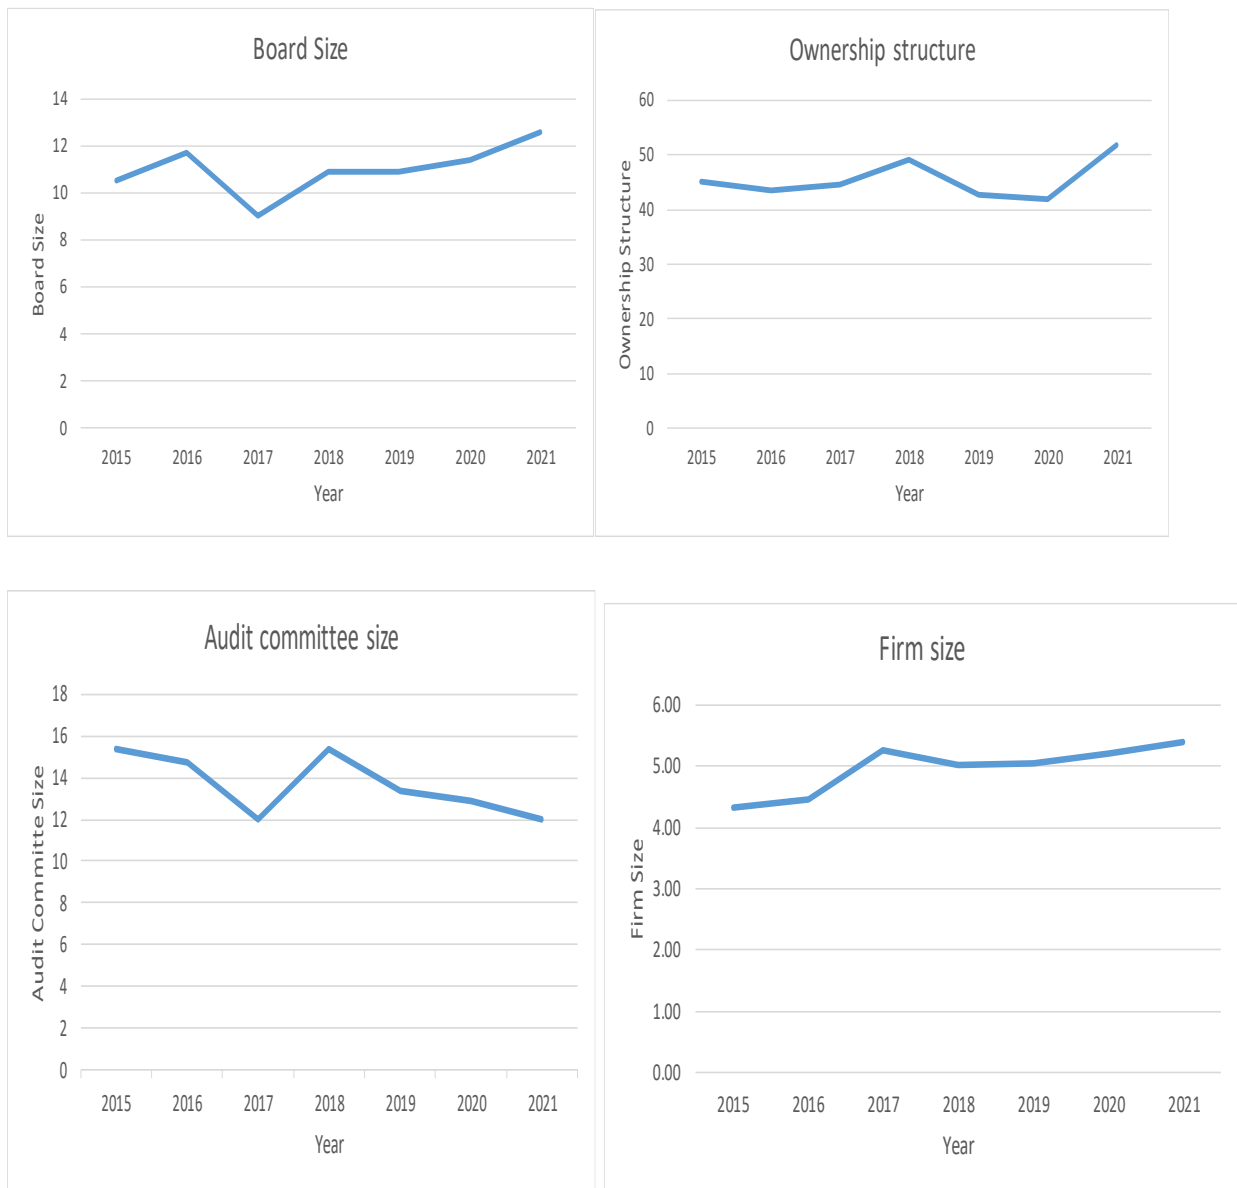 Board Size
Board Size
14
12
10
8
6
4
2
0
2015 2016 2017 2018 2019 2020 2021
Year
Ownership structure
Ownership Structure
60
50
40
30
20
10
0
2015 2016 2017 2018 2019 2020 2021
Year
Audit committee size
Audit Committe Size
18
16
14
12
10
8
6
4
2
0
2015 2016 2017 2018 2019 2020 2021
Year
Firm size
Firm Size
6.00
5.00
4.00
3.00
2.00
1.00
0.00
2015 2016 2017 2018 2019 2020 2021
Year